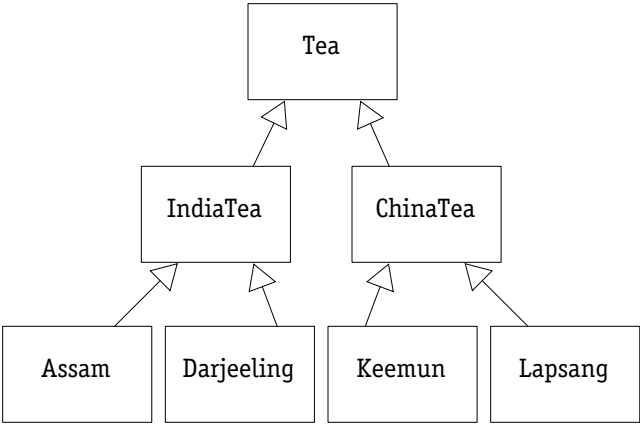 Tea
IndiaTea
ChinaTea
Assam
Darjeeling
Keemun
Lapsang